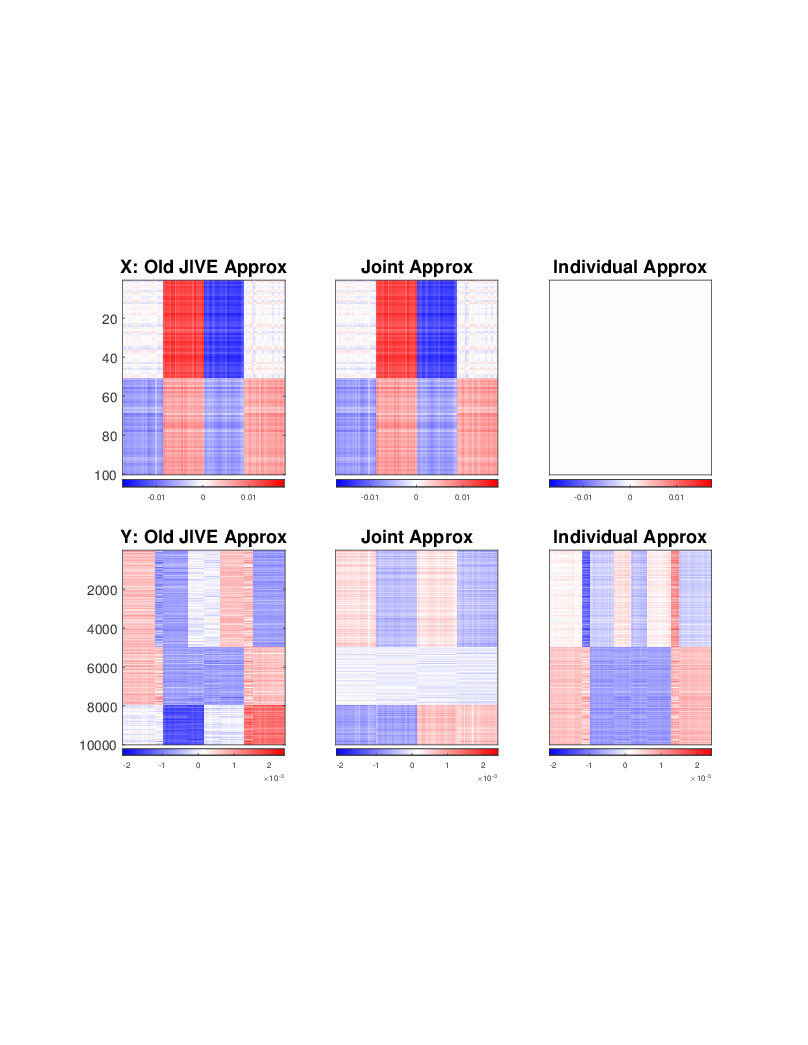 X: Old JIVE Approx
Joint Approx
Individual Approx
20
40
60
80
100
-0.01 0 0.01
-0.01 0 0.01
-0.01 0 0.01
Y: Old JIVE Approx
Joint Approx
Individual Approx
2000
4000
6000
8000
10000
-2 -1 0 1 2
×10⁻³
-2 -1 0 1 2
×10⁻³
-2 -1 0 1 2
×10⁻³